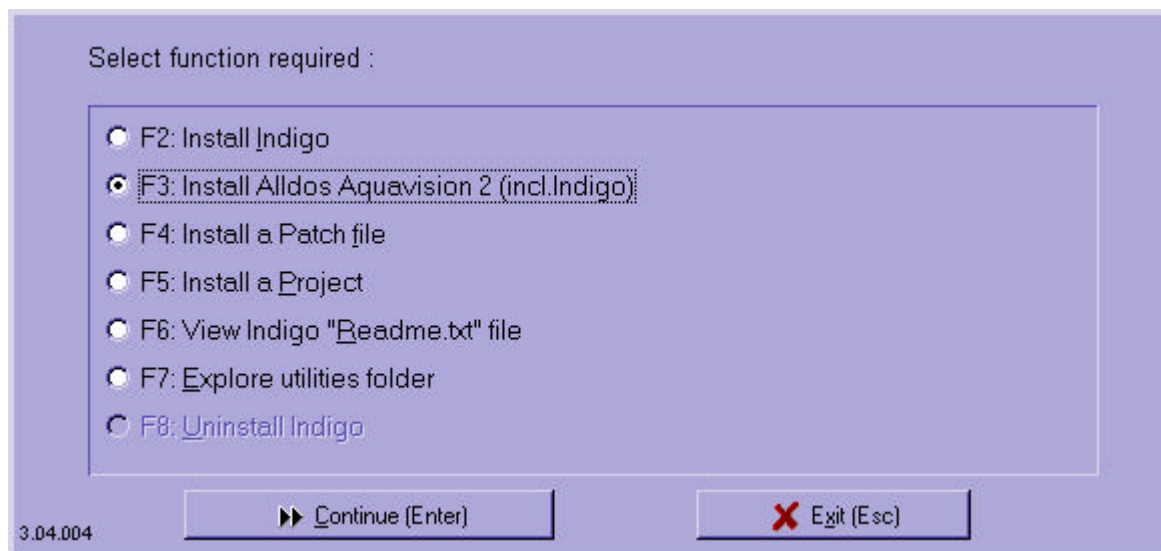 Select function required :
F2: Install Indigo
F3: Install Alldos Aquavision 2 (incl.Indigo)
F4: Install a Patch file
F5: Install a Project
F6: View Indigo "Readme.txt" file
F7: Explore utilities folder
F8: Uninstall Indigo
Continue (Enter)
Exit (Esc)
3.04.004